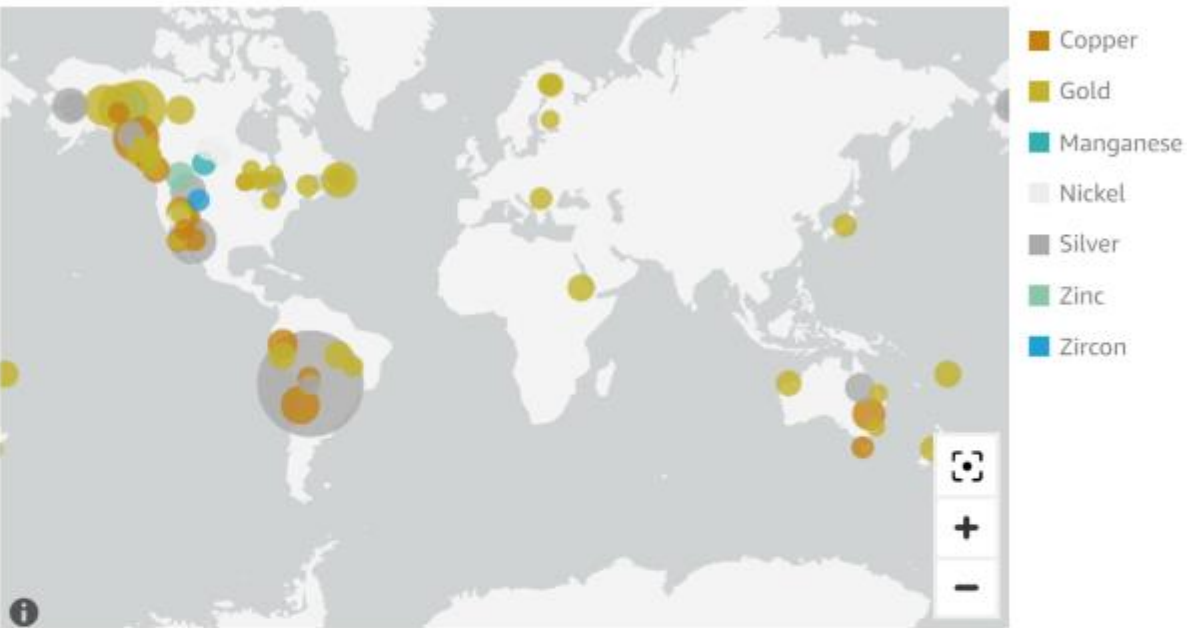 Copper
Gold
Manganese
Nickel
Silver
Zinc
Zircon